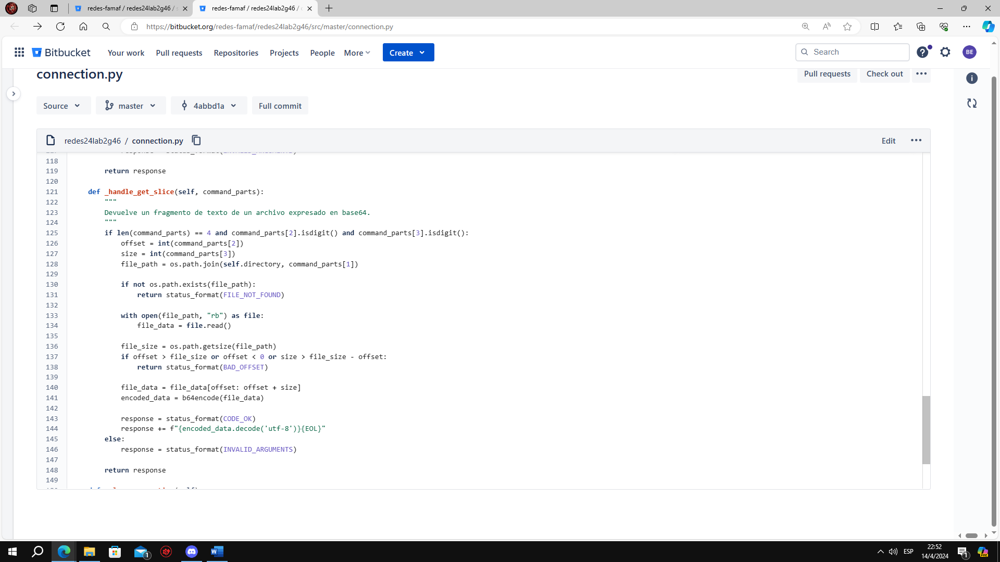 redes-famaf / redes24lab2g46 /
redes-famaf / redes24lab2g46 /
https://bitbucket.org/redes-famaf/redes24lab2g46/src/master/connection.py
Bitbucket
Your work
Pull requests
Repositories
Projects
People
More
Create
Search
BE
connection.py
Pull requests
Check out
Source
master
4abbd1a
Full commit
redes24lab2g46 / connection.py
Edit
118
119 return response
120
121 def _handle_get_slice(self, command_parts):
122 """
123 Devuelve un fragmento de texto de un archivo expresado en base64.
124 """
125 if len(command_parts) == 4 and command_parts[2].isdigit() and command_parts[3].isdigit():
126 offset = int(command_parts[2])
127 size = int(command_parts[3])
128 file_path = os.path.join(self.directory, command_parts[1])
129
130 if not os.path.exists(file_path):
131 return status_format(FILE_NOT_FOUND)
132
133 with open(file_path, "rb") as file:
134 file_data = file.read()
135
136 file_size = os.path.getsize(file_path)
137 if offset > file_size or offset < 0 or size > file_size - offset:
138 return status_format(BAD_OFFSET)
139
140 file_data = file_data[offset: offset + size]
141 encoded_data = b64encode(file_data)
142
143 response = status_format(CODE_OK)
144 response += f"{encoded_data.decode('utf-8')}{EOL}"
145 else:
146 response = status_format(INVALID_ARGUMENTS)
147
148 return response
149
1
ESP
22:52
14/4/2024
1